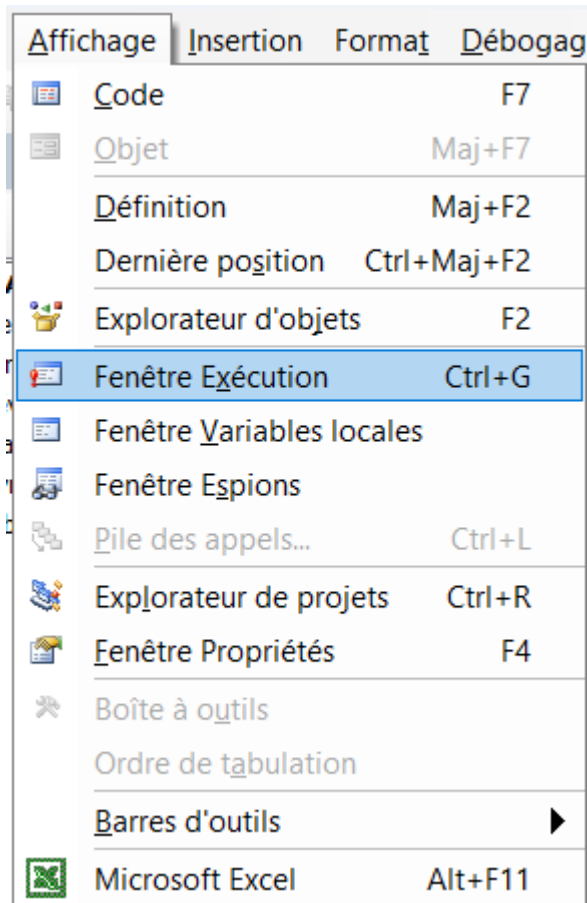 Affichage Insertion Format Débogag
Code F7
Objet Maj+F7
Définition Maj+F2
Dernière position Ctrl+Maj+F2
Explorateur d'objets F2
Fenêtre Exécution Ctrl+G
Fenêtre Variables locales
Fenêtre Espions
Pile des appels... Ctrl+L
Explorateur de projets Ctrl+R
Fenêtre Propriétés F4
Boîte à outils
Ordre de tabulation
Barres d'outils
Microsoft Excel Alt+F11